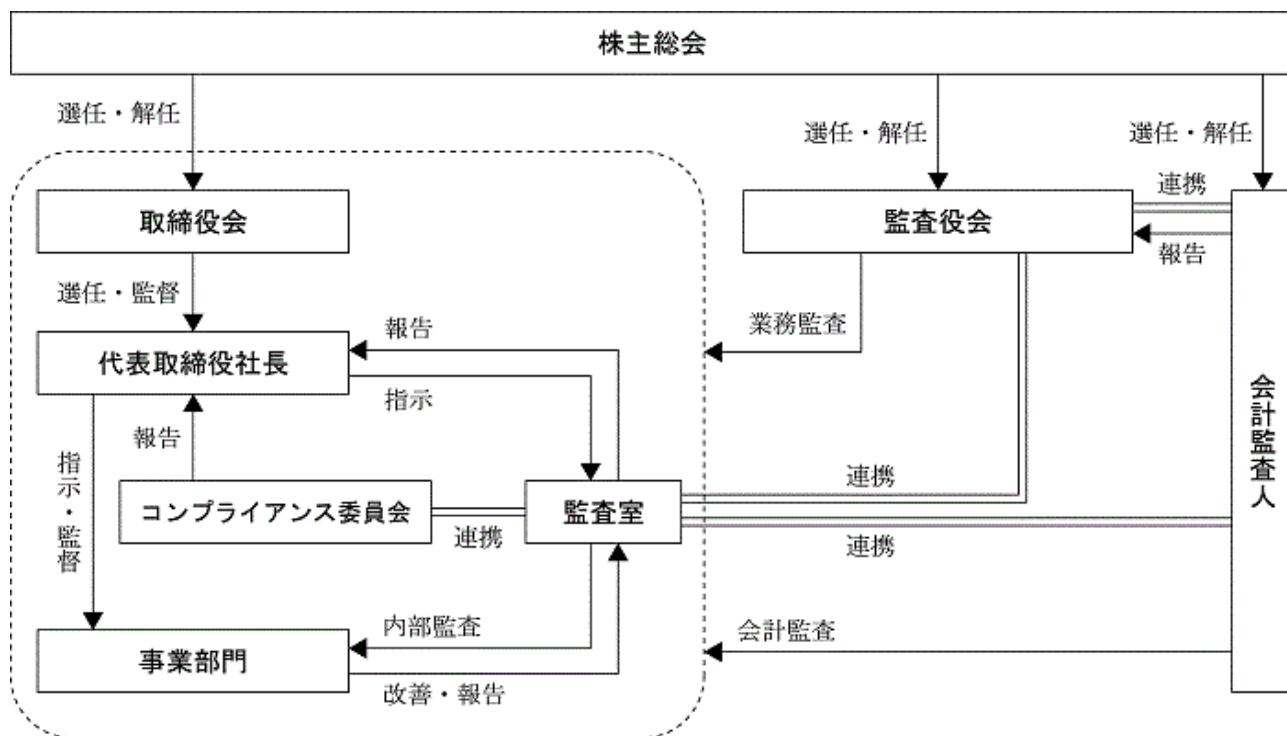 株主総会
選任・解任
選任・解任
選任・解任
取締役会
監査役会
連携
報告
選任・監督
業務監査
代表取締役社長
報告
指示
報告
指示・監督
コンプライアンス委員会
連携
監査室
連携
連携
会計監査人
内部監査
会計監査
事業部門
改善・報告